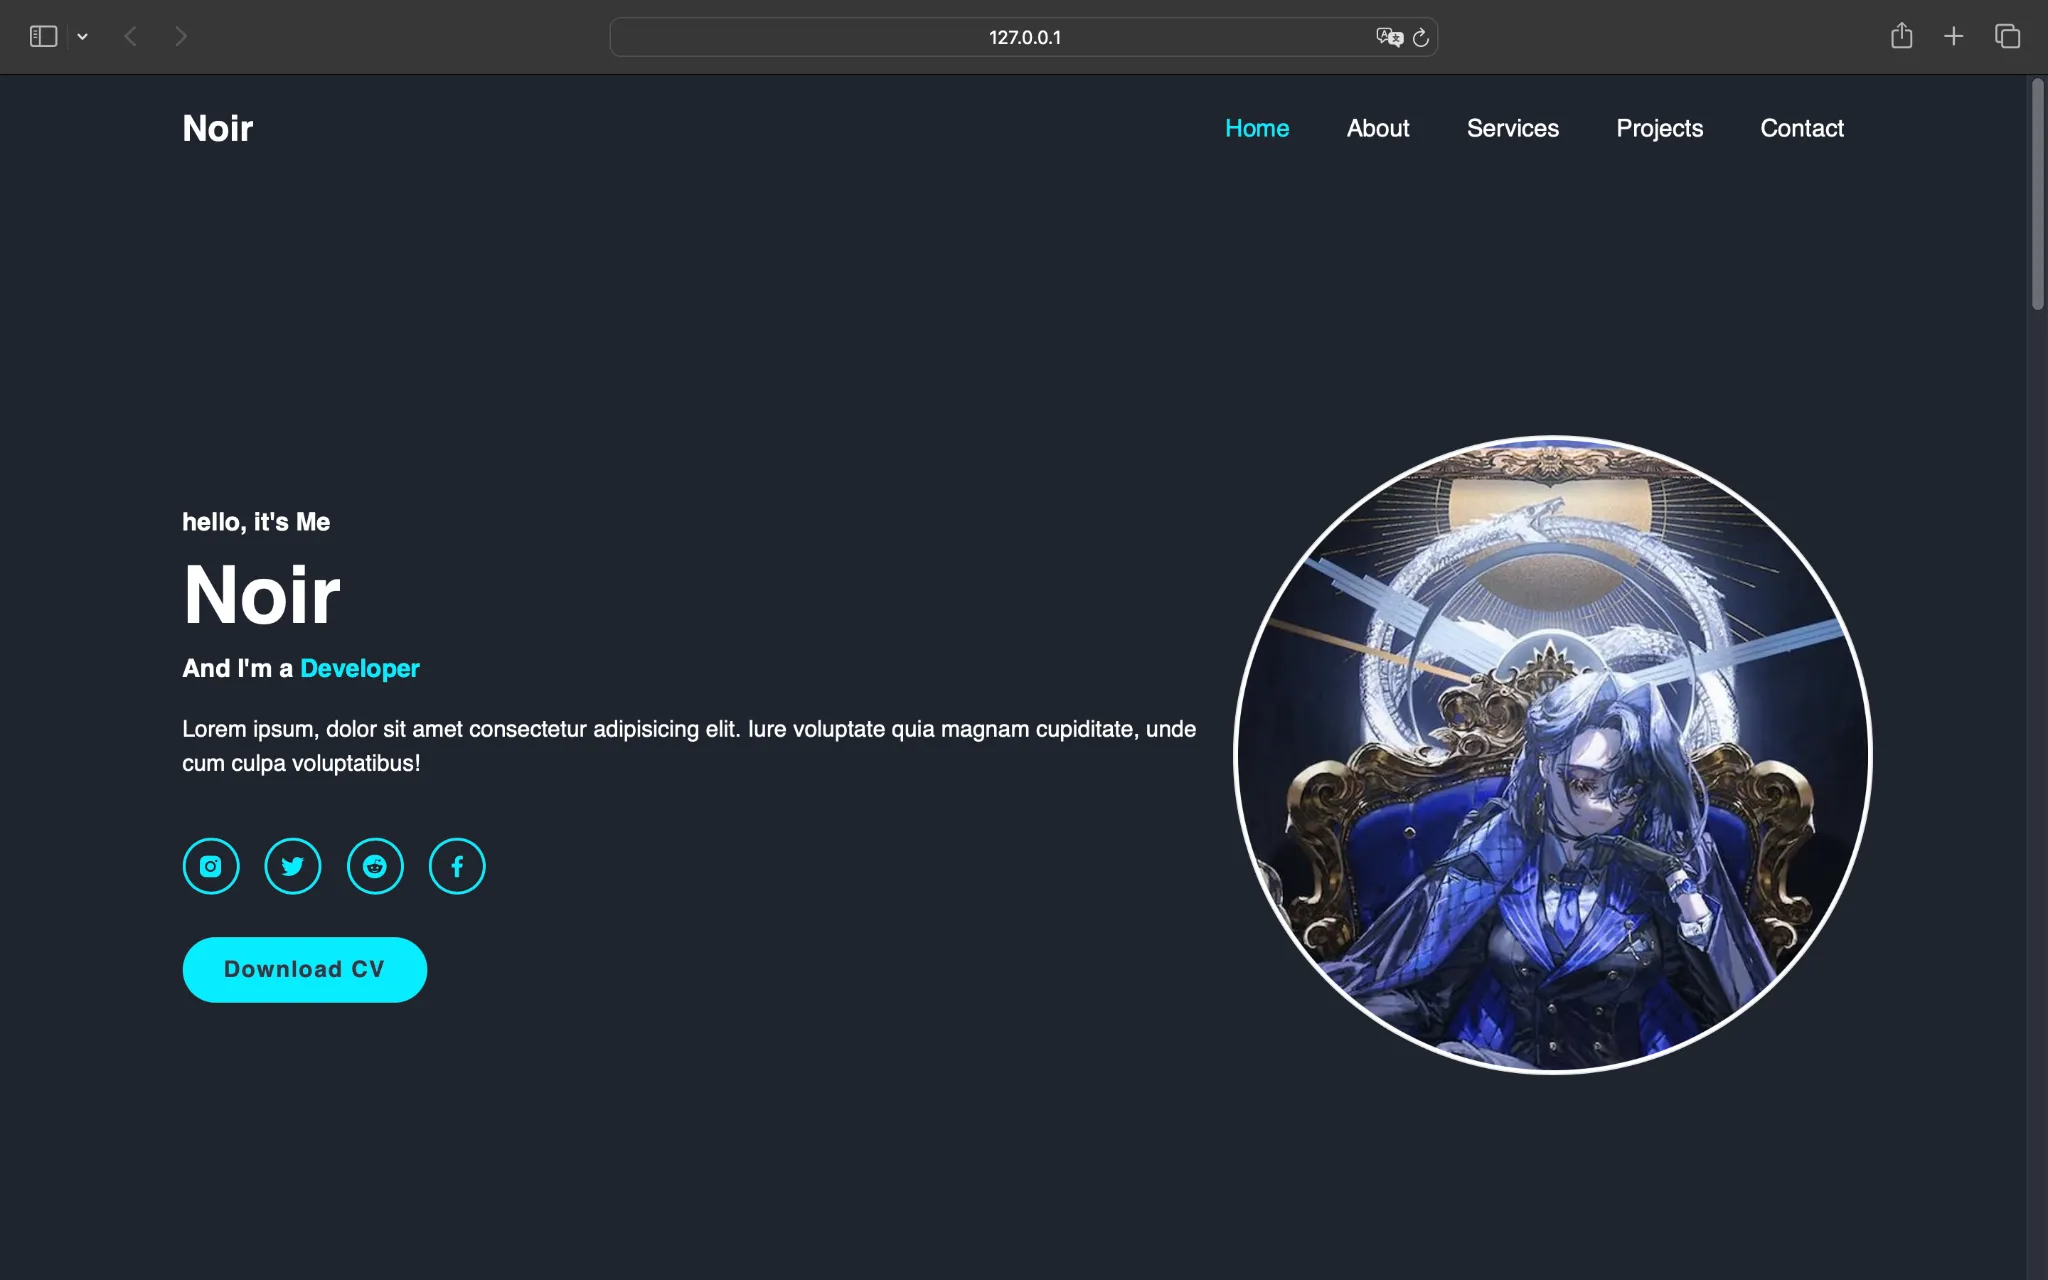 127.0.0.1
Noir
Home
About
Services
Projects
Contact
hello, it's Me
Noir
And I'm a Developer
Lorem ipsum, dolor sit amet consectetur adipisicing elit. Iure voluptate quia magnam cupiditate, unde
cum culpa voluptatibus!
Download CV